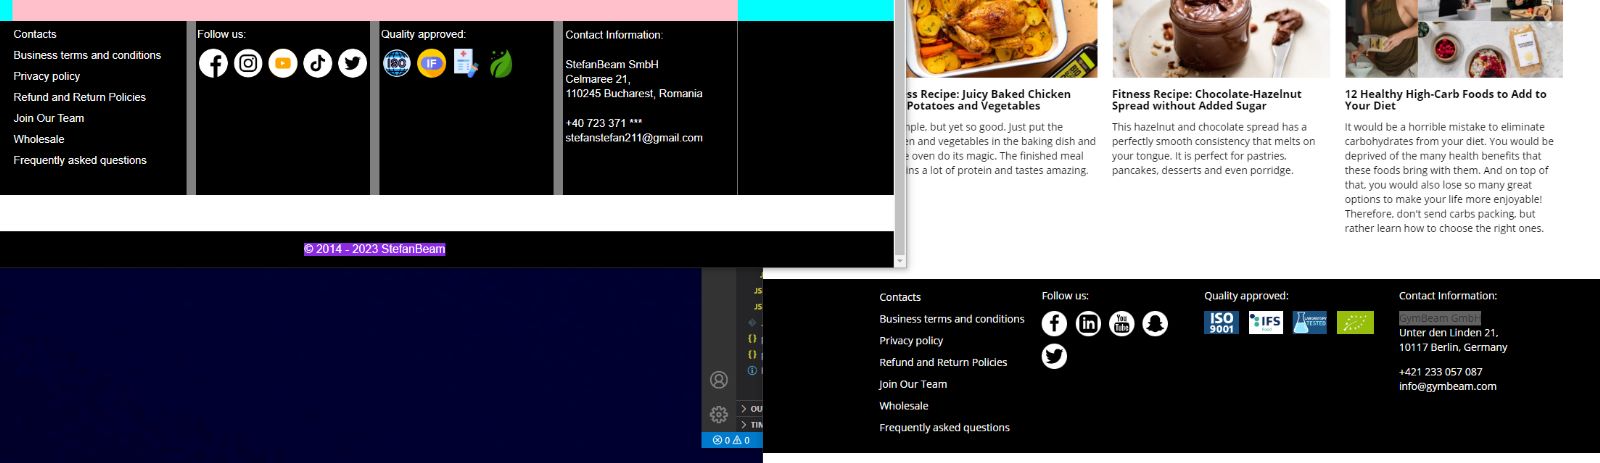 Contacts
Business terms and conditions
Privacy policy
Refund and Return Policies
Join Our Team
Wholesale
Frequently asked questions
Follow us:
Quality approved:
ISO
IF
Contact Information:
StefanBeam SmbH
Celmaree 21,
110245 Bucharest, Romania
+40 723 371 ***
stefanstefan211@gmail.com
© 2014 - 2023 StefanBeam
ss Recipe: Juicy Baked Chicken
Potatoes and Vegetables
ple, but yet so good. Just put the
en and vegetables in the baking dish and
e oven do its magic. The finished meal
ins a lot of protein and tastes amazing.
Fitness Recipe: Chocolate-Hazelnut
Spread without Added Sugar
This hazelnut and chocolate spread has a
perfectly smooth consistency that melts on
your tongue. It is perfect for pastries,
pancakes, desserts and even porridge.
12 Healthy High-Carb Foods to Add to
Your Diet
It would be a horrible mistake to eliminate
carbohydrates from your diet. You would be
deprived of the many health benefits that
these foods bring with them. And on top of
that, you would also lose so many great
options to make your life more enjoyable!
Therefore, don't send carbs packing, but
rather learn how to choose the right ones.
JS
JS
{ }
{ }
OU
TIM
0 0
Contacts
Business terms and conditions
Privacy policy
Refund and Return Policies
Join Our Team
Wholesale
Frequently asked questions
Follow us:
You
Tube
Quality approved:
ISO
9001
IFS
Food
LABORATORY
TESTED
Contact Information:
GymBeam GmbH
Unter den Linden 21,
10117 Berlin, Germany
+421 233 057 087
info@gymbeam.com